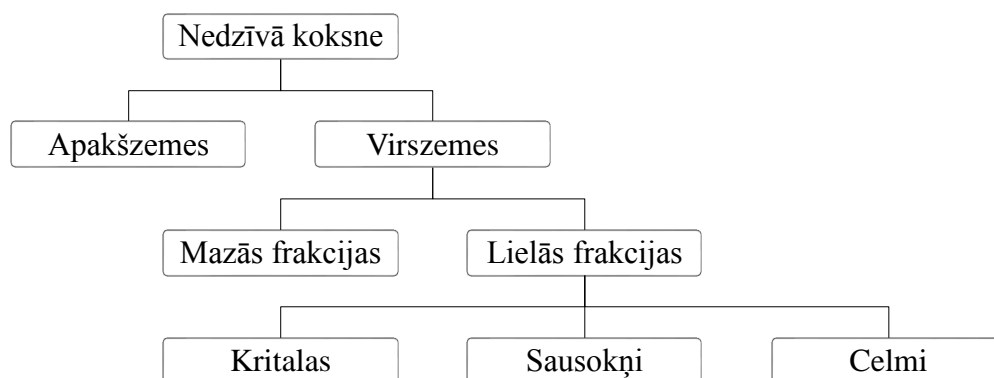 Nedzīvā koksne
Apakšzemes
Virszemes
Mazās frakcijas
Lielās frakcijas
Kritalas
Sausokņi
Celmi